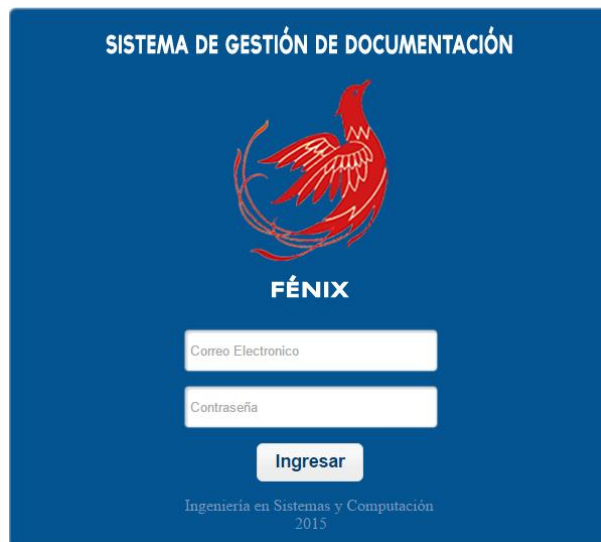 SISTEMA DE GESTIÓN DE DOCUMENTACIÓN
FÉNIX
Correo Electronico
Contraseña
Ingresar
Ingeniería en Sistemas y Computación
2015